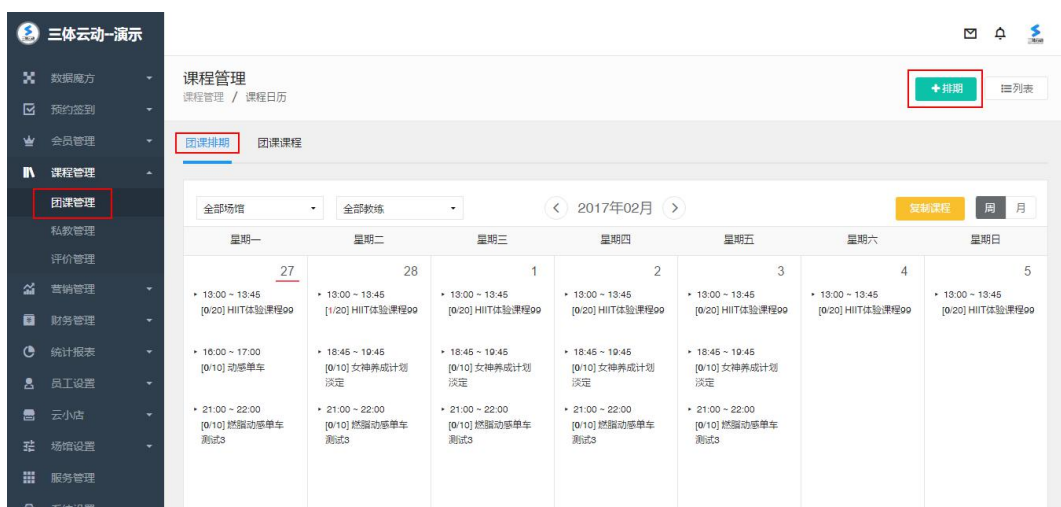 三体云动--演示
数据魔方
预约签到
会员管理
课程管理
团课管理
私教管理
评价管理
营销管理
财务管理
统计报表
员工设置
云小店
场馆设置
服务管理
课程管理
课程管理 / 课程日历
+排期
列表
团课排期 团课课程
全部场馆 全部教练 2017年02月 复制课程 周 月
星期一 星期二 星期三 星期四 星期五 星期六 星期日
27 28 1 2 3 4 5
13:00 ~ 13:45 13:00 ~ 13:45 13:00 ~ 13:45 13:00 ~ 13:45 13:00 ~ 13:45 13:00 ~ 13:45 13:00 ~ 13:45
[0/20] HIIT体验课程99 [1/20] HIIT体验课程99 [0/20] HIIT体验课程99 [0/20] HIIT体验课程99 [0/20] HIIT体验课程99 [0/20] HIIT体验课程99 [0/20] HIIT体验课程99
16:00 ~ 17:00 18:45 ~ 19:45 18:45 ~ 19:45 18:45 ~ 19:45 18:45 ~ 19:45
[0/10] 动感单车 [0/10] 女神养成计划 [0/10] 女神养成计划 [0/10] 女神养成计划 [0/10] 女神养成计划
淡定 淡定 淡定 淡定
21:00 ~ 22:00 21:00 ~ 22:00 21:00 ~ 22:00 21:00 ~ 22:00 21:00 ~ 22:00
[0/10] 燃脂动感单车 [0/10] 燃脂动感单车 [0/10] 燃脂动感单车 [0/10] 燃脂动感单车 [0/10] 燃脂动感单车
测试3 测试3 测试3 测试3 测试3